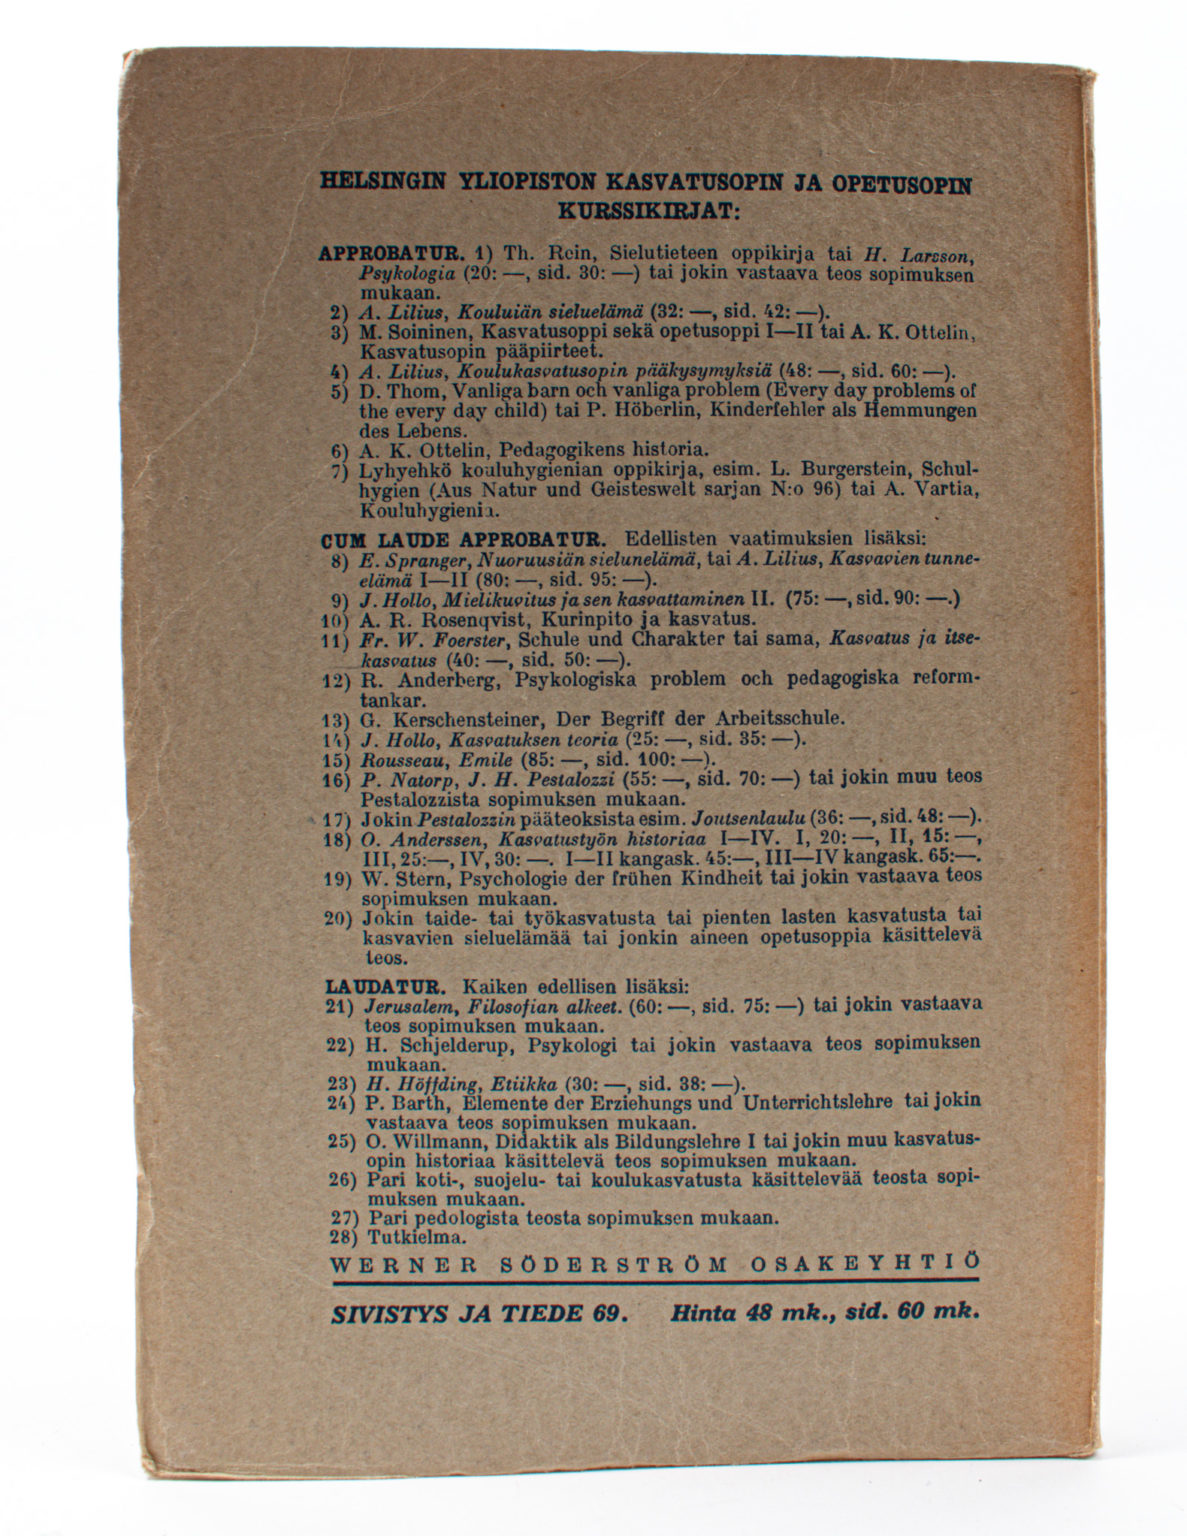 HELSINGIN YLIOPISTON KASVATUSOPIN JA OPETUSOPIN
KURSSIKIRJAT:
APPROBATUR. 1) Th. Rein, Sielutieteen oppikirja tai H. Larsson,
Psykologia (20: —, sid. 30: —) tai jokin vastaava teos sopimuksen
mukaan.
2) A. Lilius, Kouluiän sieluelämä (32: —, sid. 42: —).
3) M. Soininen, Kasvatusoppi sekä opetusoppi I—II tai A. K. Ottelin,
Kasvatusopin pääpiirteet.
4) A. Lilius, Koulukasvatusopin pääkysymyksiä (48: —, sid. 60: —).
5) D. Thom, Vanliga barn och vanliga problem (Every day problems of
the every day child) tai P. Höberlin, Kinderfehler als Hemmungen
des Lebens.
6) A. K. Ottelin, Pedagogikens historia.
7) Lyhyehkö kouluhygienian oppikirja, esim. L. Burgerstein, Schul-
hygien (Aus Natur und Geisteswelt sarjan N:o 96) tai A. Vartia,
Kouluhygienia.
CUM LAUDE APPROBATUR. Edellisten vaatimuksien lisäksi:
8) E. Spranger, Nuoruusiän sielunelämä, tai A. Lilius, Kasvavien tunne-
elämä I—II (80: —, sid. 95: —).
9) J. Hollo, Mielikuvitus ja sen kasvattaminen II. (75: —, sid. 90: —.)
10) A. R. Rosenqvist, Kurinpito ja kasvatus.
11) Fr. W. Foerster, Schule und Charakter tai sama, Kasvatus ja itse-
kasvatus (40: —, sid. 50: —).
12) R. Anderberg, Psykologiska problem och pedagogiska reform-
tankar.
13) G. Kerschensteiner, Der Begriff der Arbeitsschule.
14) J. Hollo, Kasvatuksen teoria (25: —, sid. 35: —).
15) Rousseau, Emile (85: —, sid. 100: —).
16) P. Natorp, J. H. Pestalozzi (55: —, sid. 70: —) tai jokin muu teos
Pestalozzista sopimuksen mukaan.
17) Jokin Pestalozzin pääteoksista esim. Joutsenlaulu (36: —, sid. 48: —).
18) O. Anderssen, Kasvatustyön historiaa I—IV. I, 20: —, II, 15: —,
III, 25:—, IV, 30: —. I—II kangask. 45:—, III—IV kangask. 65:—.
19) W. Stern, Psychologie der frühen Kindheit tai jokin vastaava teos
sopimuksen mukaan.
20) Jokin taide- tai työkasvatusta tai pienten lasten kasvatusta tai
kasvavien sieluelämää tai jonkin aineen opetusoppia käsittelevä
teos.
LAUDATUR. Kaiken edellisen lisäksi:
21) Jerusalem, Filosofian alkeet. (60: —, sid. 75: —) tai jokin vastaava
teos sopimuksen mukaan.
22) H. Schjelderup, Psykologi tai jokin vastaava teos sopimuksen
mukaan.
23) H. Höffding, Etiikka (30: —, sid. 38: —).
24) P. Barth, Elemente der Erziehungs und Unterrichtslehre tai jokin
vastaava teos sopimuksen mukaan.
25) O. Willmann, Didaktik als Bildungslehre I tai jokin muu kasvatus-
opin historiaa käsittelevä teos sopimuksen mukaan.
26) Pari koti-, suojelu- tai koulukasvatusta käsittelevää teosta sopi-
muksen mukaan.
27) Pari pedologista teosta sopimuksen mukaan.
28) Tutkielma.
WERNER SÖDERSTRÖM OSAKEYHTIÖ
SIVISTYS JA TIEDE 69. Hinta 48 mk., sid. 60 mk.